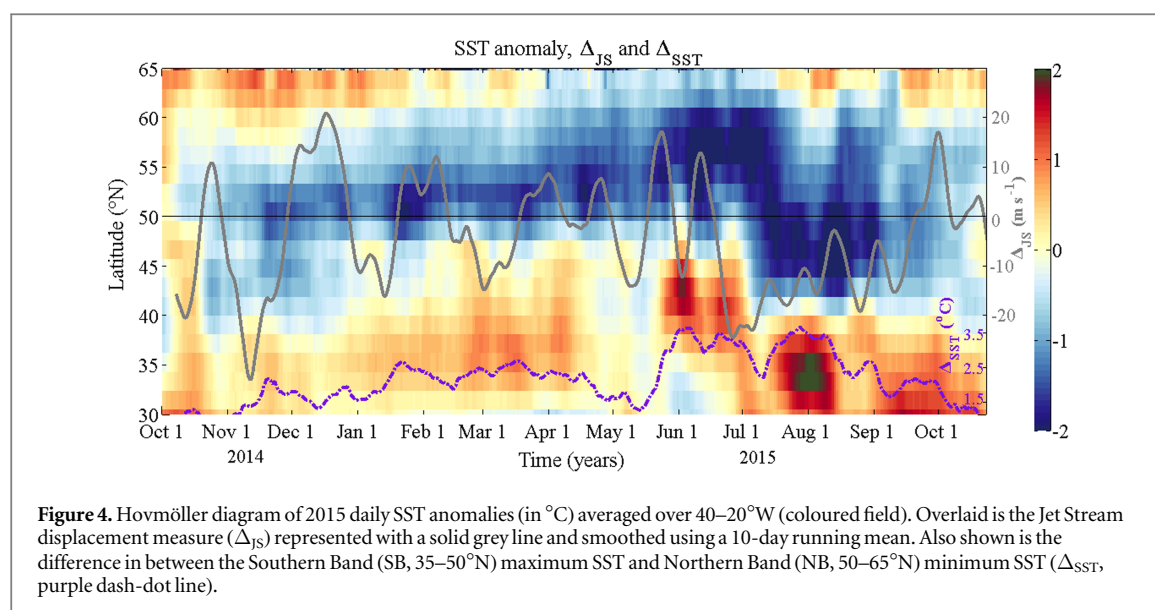 SST anomaly, Δ_JS and Δ_SST
65
60
55
50
45
40
35
30
Latitude (°N)
20
10
0
-10
-20
Δ_JS (m s⁻¹)
Δ_SST (°C)
3.5
2.5
1.5
2
1
0
-1
-2
Oct 1 Nov 1 Dec 1 Jan 1 Feb 1 Mar 1 Apr 1 May 1 Jun 1 Jul 1 Aug 1 Sep 1 Oct 1
2014 2015
Time (years)
Figure 4. Hovmöller diagram of 2015 daily SST anomalies (in °C) averaged over 40–20°W (coloured field). Overlaid is the Jet Stream
displacement measure (Δ_JS) represented with a solid grey line and smoothed using a 10-day running mean. Also shown is the
difference in between the Southern Band (SB, 35–50°N) maximum SST and Northern Band (NB, 50–65°N) minimum SST (Δ_SST,
purple dash-dot line).